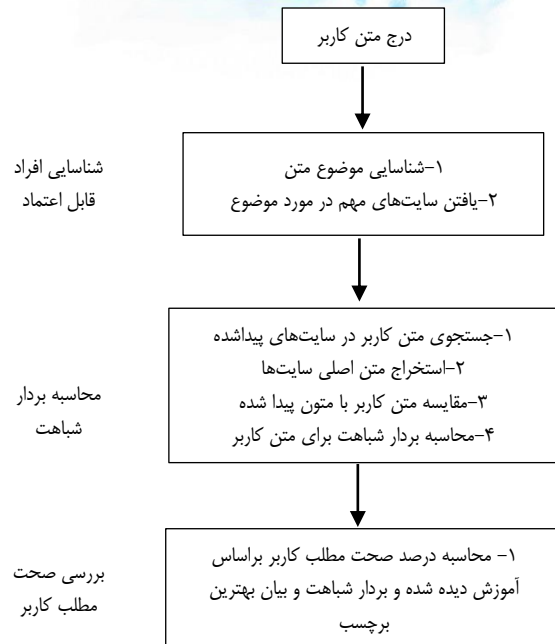 درج متن کاربر
شناسایی افراد
قابل اعتماد
۱-شناسایی موضوع متن
۲-یافتن سایت‌های مهم در مورد موضوع
محاسبه بردار
شباهت
۱-جستجوی متن کاربر در سایت‌های پیداشده
۲-استخراج متن اصلی سایت‌ها
۳-مقایسه متن کاربر با متون پیدا شده
۴-محاسبه بردار شباهت برای متن کاربر
بررسی صحت
مطلب کاربر
۱- محاسبه درصد صحت مطلب کاربر براساس
آموزش دیده شده و بردار شباهت و بیان بهترین
برچسب